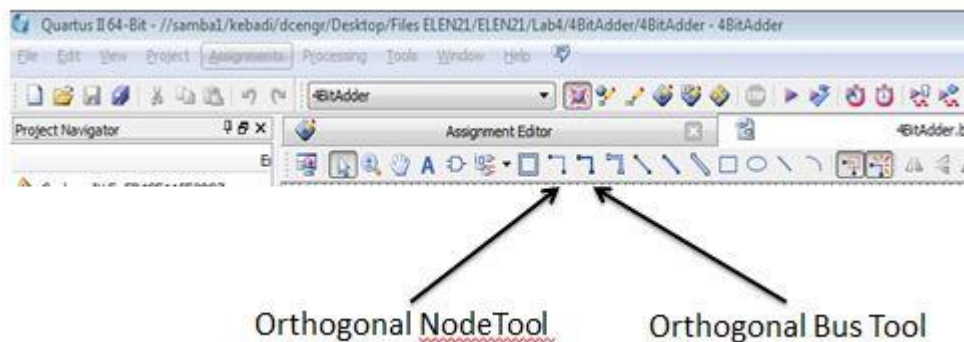 Quartus II 64-Bit - //samba1/kebadi/dcengr/Desktop/Files ELEN21/ELEN21/Lab4/4BitAdder/4BitAdder - 4BitAdder
File Edit View Project Assignments Processing Tools Window Help
4BitAdder
Project Navigator
Assignment Editor
4BitAdder.b
Orthogonal NodeTool
Orthogonal Bus Tool